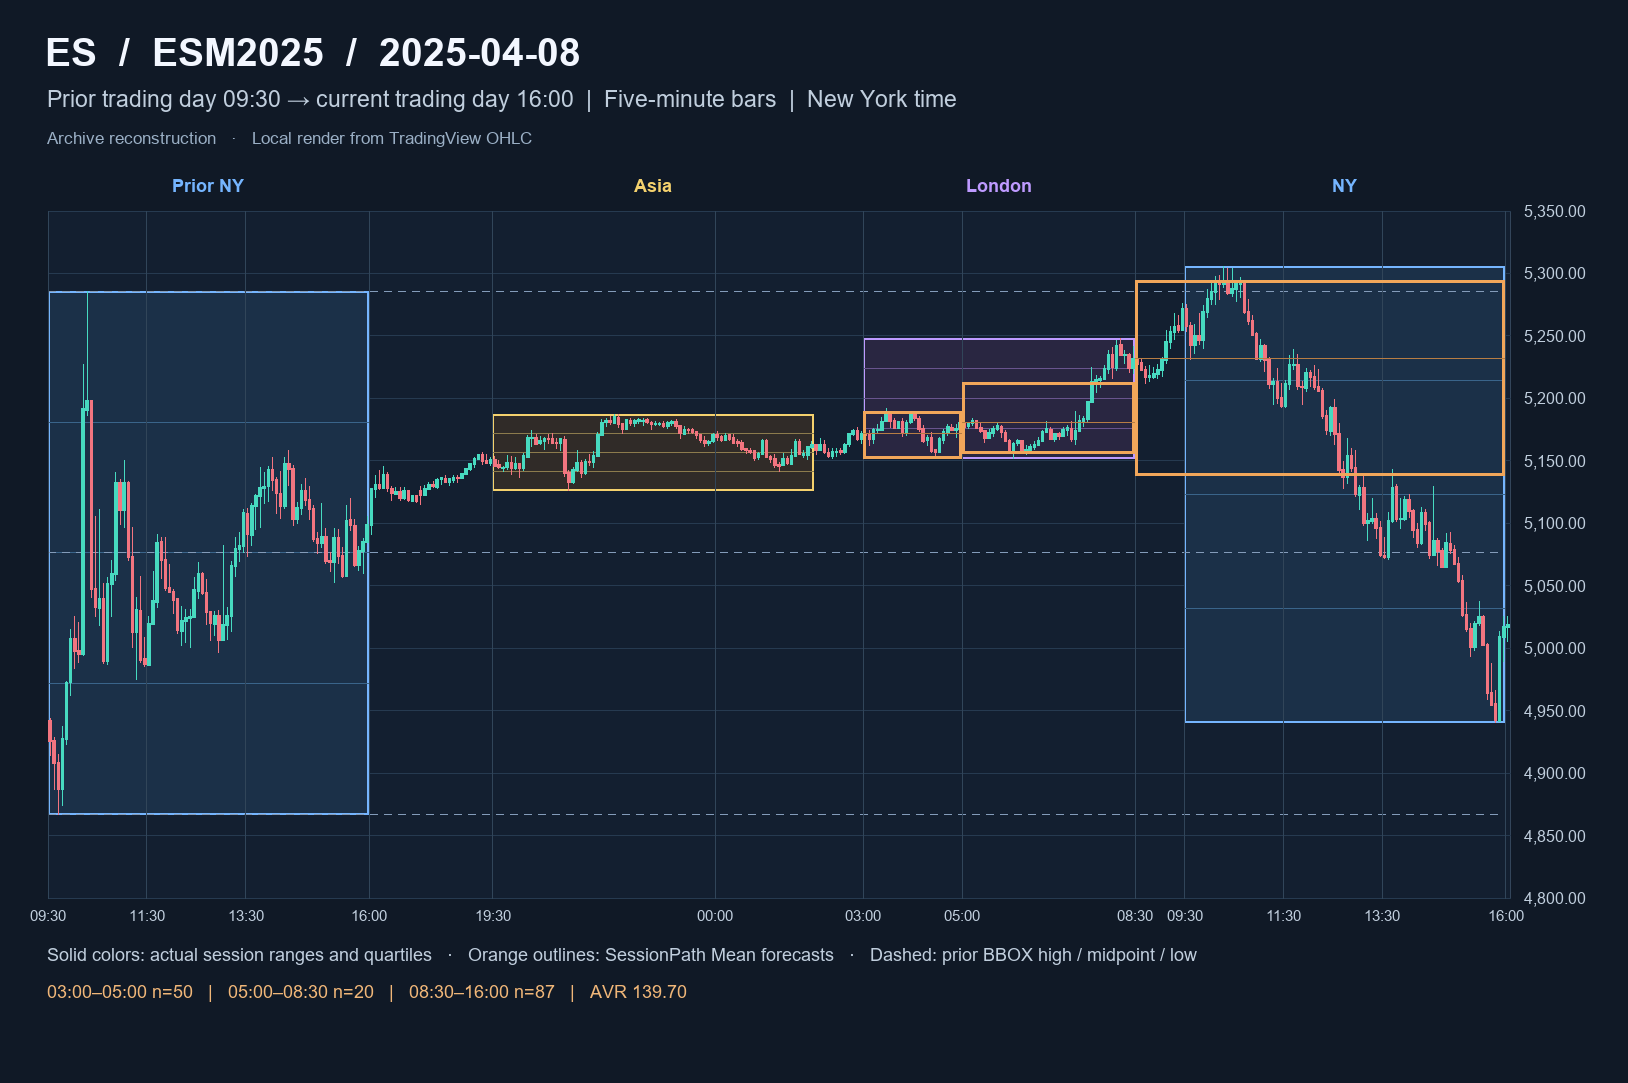 ES / ESM2025 / 2025-04-08
Prior trading day 09:30 → current trading day 16:00 | Five-minute bars | New York time
Archive reconstruction · Local render from TradingView OHLC
Prior NY Asia London NY
5,350.00
5,300.00
5,250.00
5,200.00
5,150.00
5,100.00
5,050.00
5,000.00
4,950.00
4,900.00
4,850.00
4,800.00
09:30 11:30 13:30 16:00 19:30 00:00 03:00 05:00 08:30 09:30 11:30 13:30 16:00
Solid colors: actual session ranges and quartiles · Orange outlines: SessionPath Mean forecasts · Dashed: prior BBOX high / midpoint / low
03:00–05:00 n=50 | 05:00–08:30 n=20 | 08:30–16:00 n=87 | AVR 139.70